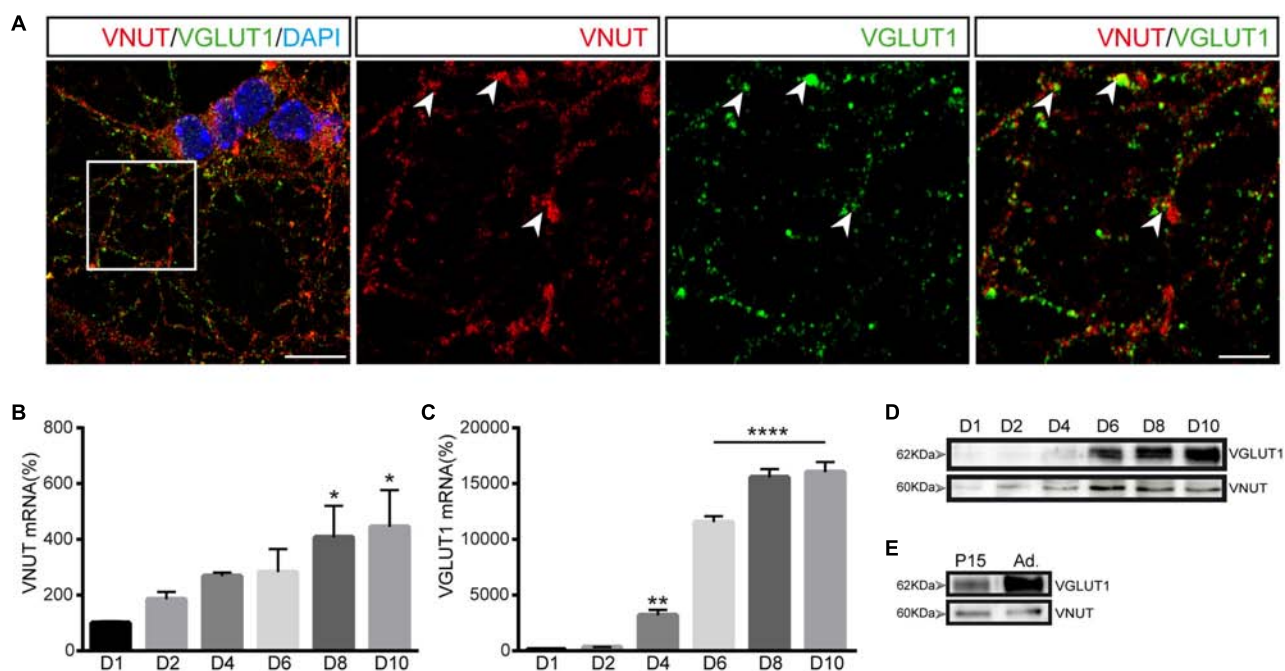 A
VNUT/VGLUT1/DAPI
VNUT
VGLUT1
VNUT/VGLUT1
B
VNUT mRNA(%)
800
600
400
200
0
*
*
D1 D2 D4 D6 D8 D10
C
VGLUT1 mRNA(%)
20000
15000
10000
5000
0
**
****
D1 D2 D4 D6 D8 D10
D
D1 D2 D4 D6 D8 D10
62KDa VGLUT1
60KDa VNUT
E
P15 Ad.
62KDa VGLUT1
60KDa VNUT